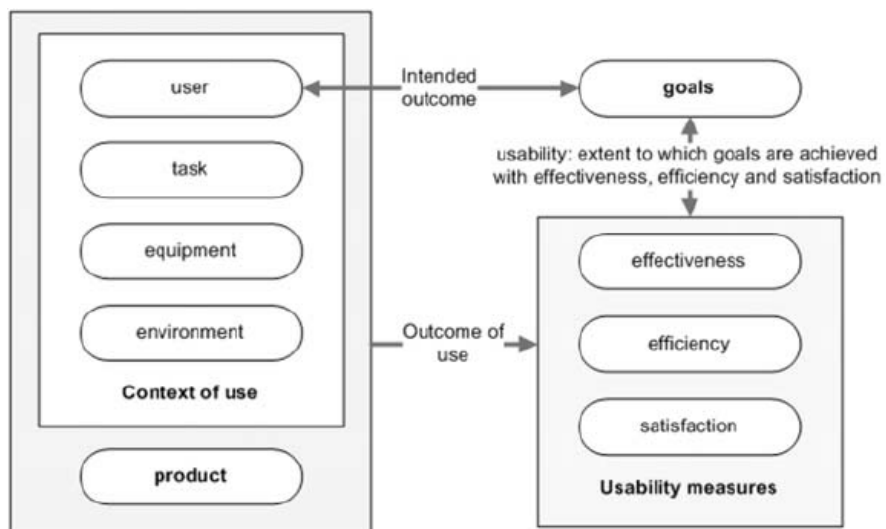 user
task
equipment
environment
Context of use
product
Intended
outcome
Outcome of
use
goals
usability: extent to which goals are achieved
with effectiveness, efficiency and satisfaction
effectiveness
efficiency
satisfaction
Usability measures